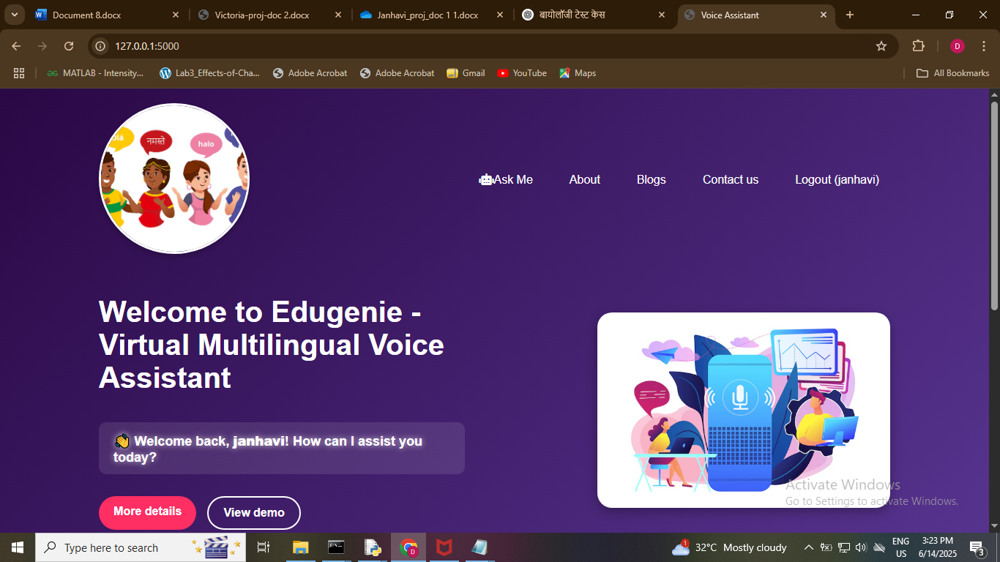 Document 8.docx
Victoria-proj-doc 2.docx
Janhavi_proj_doc 1 1.docx
बायोलॉजी टेस्ट केस
Voice Assistant
127.0.0.1:5000
D
MATLAB - Intensity...
Lab3_Effects-of-Cha...
Adobe Acrobat
Adobe Acrobat
Gmail
YouTube
Maps
All Bookmarks
नमस्ते
halo
Ask Me
About
Blogs
Contact us
Logout (janhavi)
Welcome to Edugenie -
Virtual Multilingual Voice
Assistant
Welcome back, janhavi! How can I assist you
today?
More details
View demo
Activate Windows
Go to Settings to activate Windows.
Type here to search
1
32°C Mostly cloudy
ENG
US
3:23 PM
6/14/2025
3